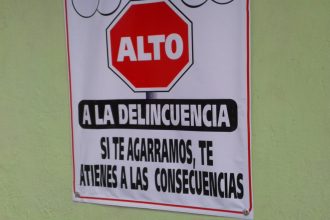 ALTO
A LA DELINCUENCIA
SI TE AGARRAMOS, TE
ATIENES A LAS CONSECUENCIAS